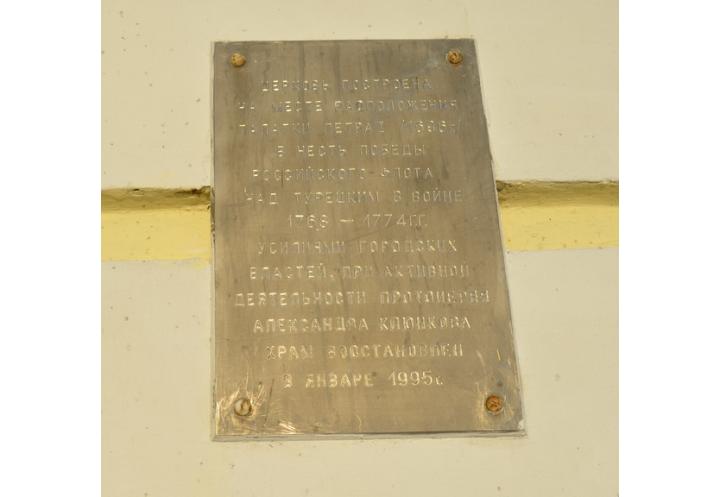 ЦЕРКОВЬ ПОСТРОЕНА
НА МЕСТЕ РАСПОЛОЖЕНИЯ
ПАЛАТКИ ПЕТРА I (1696г.)
В ЧЕСТЬ ПОБЕДЫ
РОССИЙСКОГО ФЛОТА
НАД ТУРЕЦКИМ В ВОЙНЕ
1768 – 1774 ГГ.
УСИЛИЯМИ ГОРОДСКИХ
ВЛАСТЕЙ, ПРИ АКТИВНОЙ
ДЕЯТЕЛЬНОСТИ ПРОТОИЕРЕЯ
АЛЕКСАНДРА КЛЮНКОВА
ХРАМ ВОССТАНОВЛЕН
В ЯНВАРЕ 1995г.